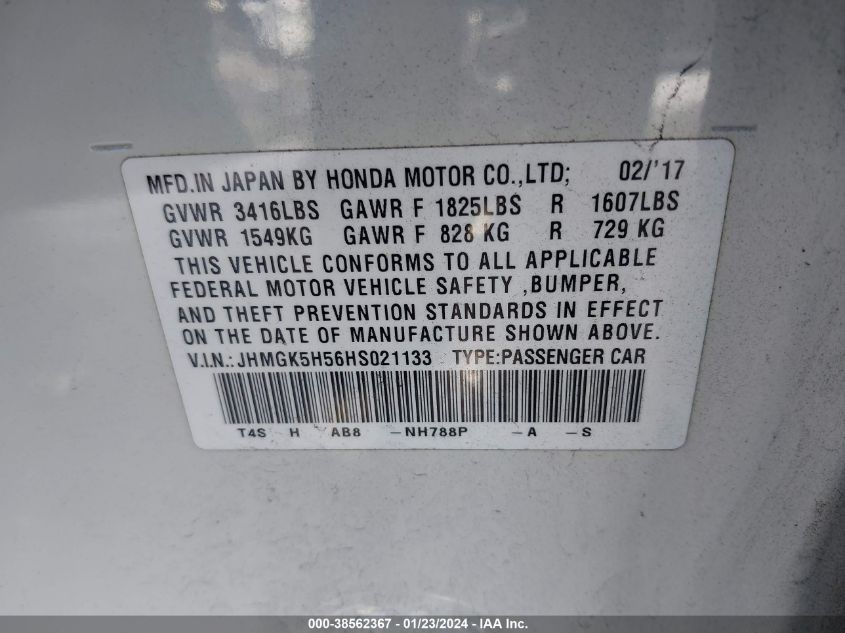 MFD.IN JAPAN BY HONDA MOTOR CO.,LTD; 02/'17
GVWR 3416LBS GAWR F 1825LBS R 1607LBS
GVWR 1549KG GAWR F 828 KG R 729 KG
THIS VEHICLE CONFORMS TO ALL APPLICABLE
FEDERAL MOTOR VEHICLE SAFETY ,BUMPER,
AND THEFT PREVENTION STANDARDS IN EFFECT
ON THE DATE OF MANUFACTURE SHOWN ABOVE.
V.I.N.:JHMGK5H56HS021133 TYPE:PASSENGER CAR
T4S H AB8 -NH788P -A -S
000-38562367 - 01/23/2024 - IAA Inc.